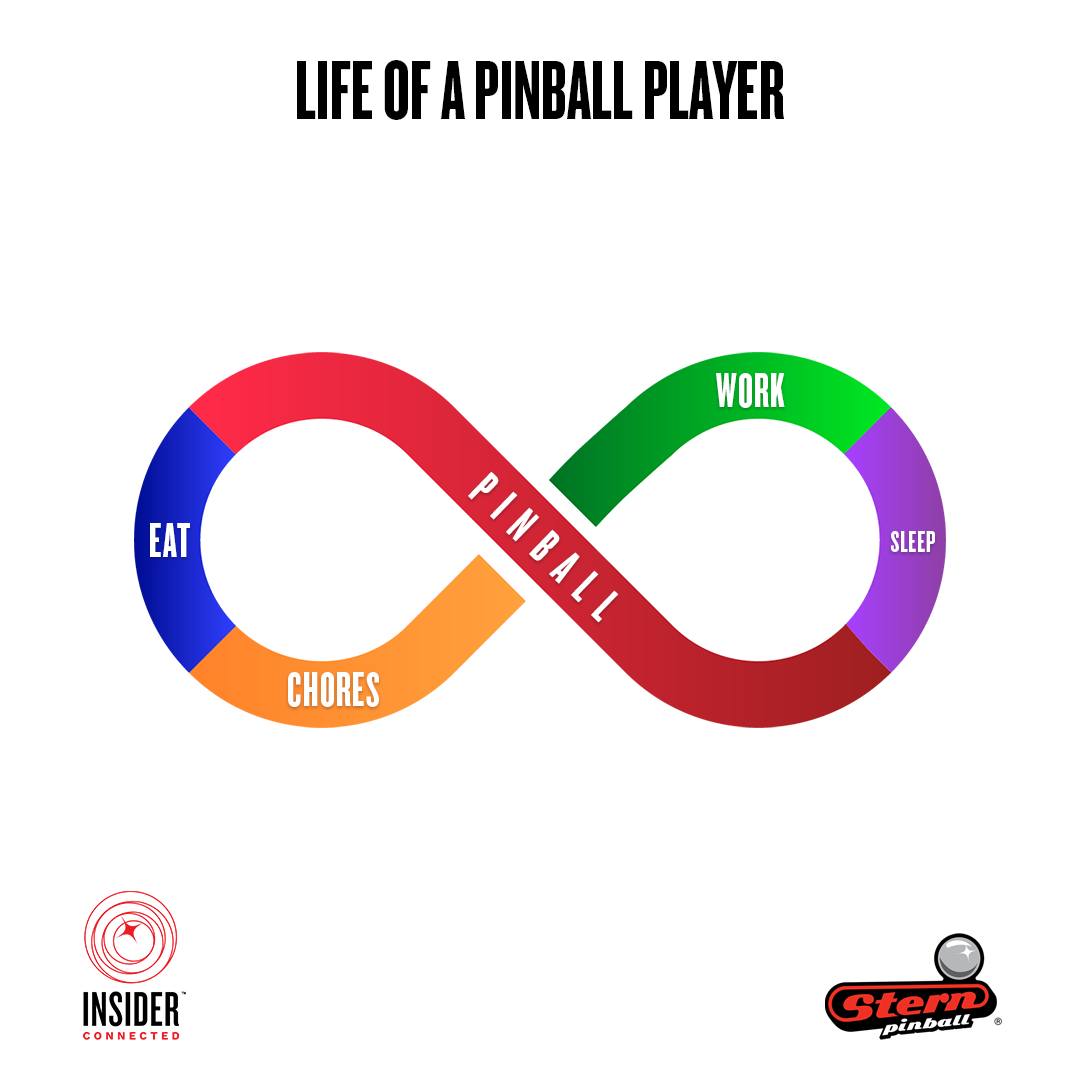 LIFE OF A PINBALL PLAYER
WORK
PINBALL
EAT
SLEEP
CHORES
INSIDER™
CONNECTED
Stern
pinball®